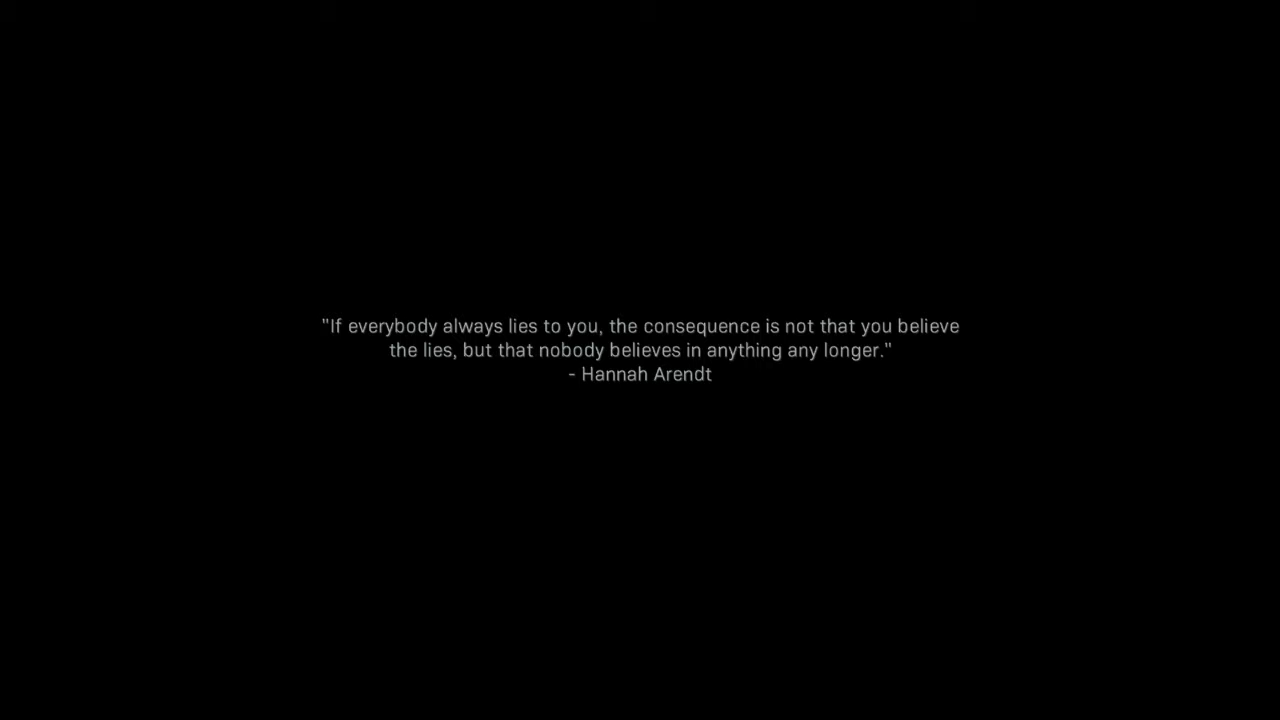 "If everybody always lies to you, the consequence is not that you believe
the lies, but that nobody believes in anything any longer."
- Hannah Arendt